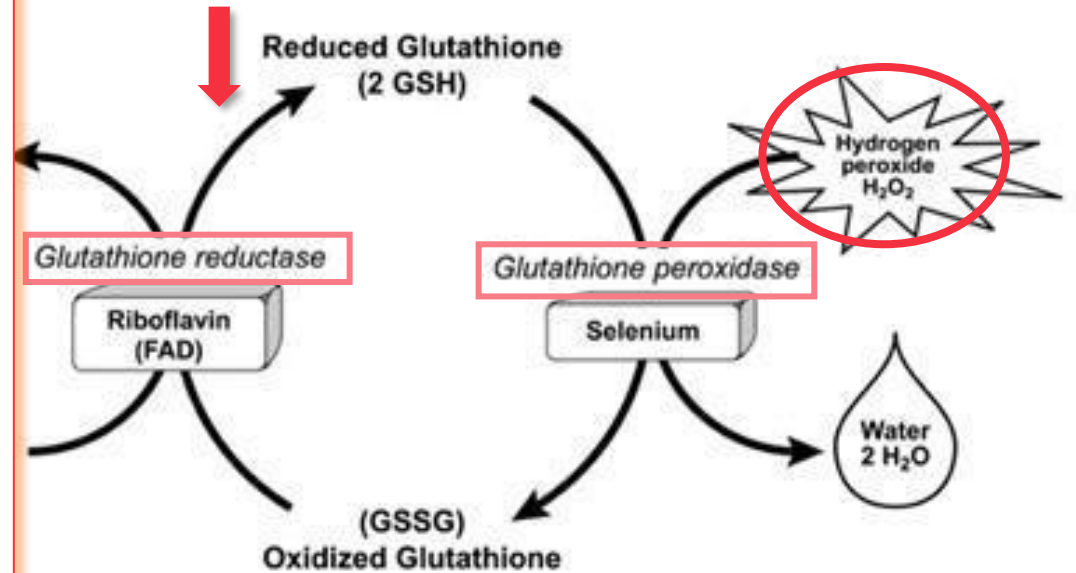 Reduced Glutathione
(2 GSH)
Hydrogen
peroxide
H₂O₂
Glutathione reductase
Glutathione peroxidase
Riboflavin
(FAD)
Selenium
Water
2 H₂O
(GSSG)
Oxidized Glutathione